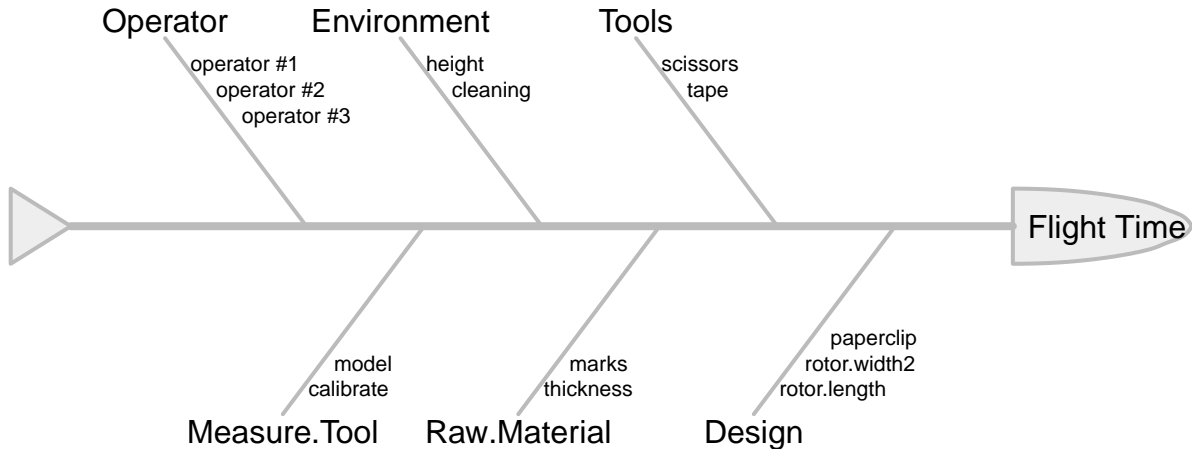 Operator
Environment
Tools
operator #1
operator #2
operator #3
height
cleaning
scissors
tape
Flight Time
model
calibrate
marks
thickness
paperclip
rotor.width2
rotor.length
Measure.Tool
Raw.Material
Design